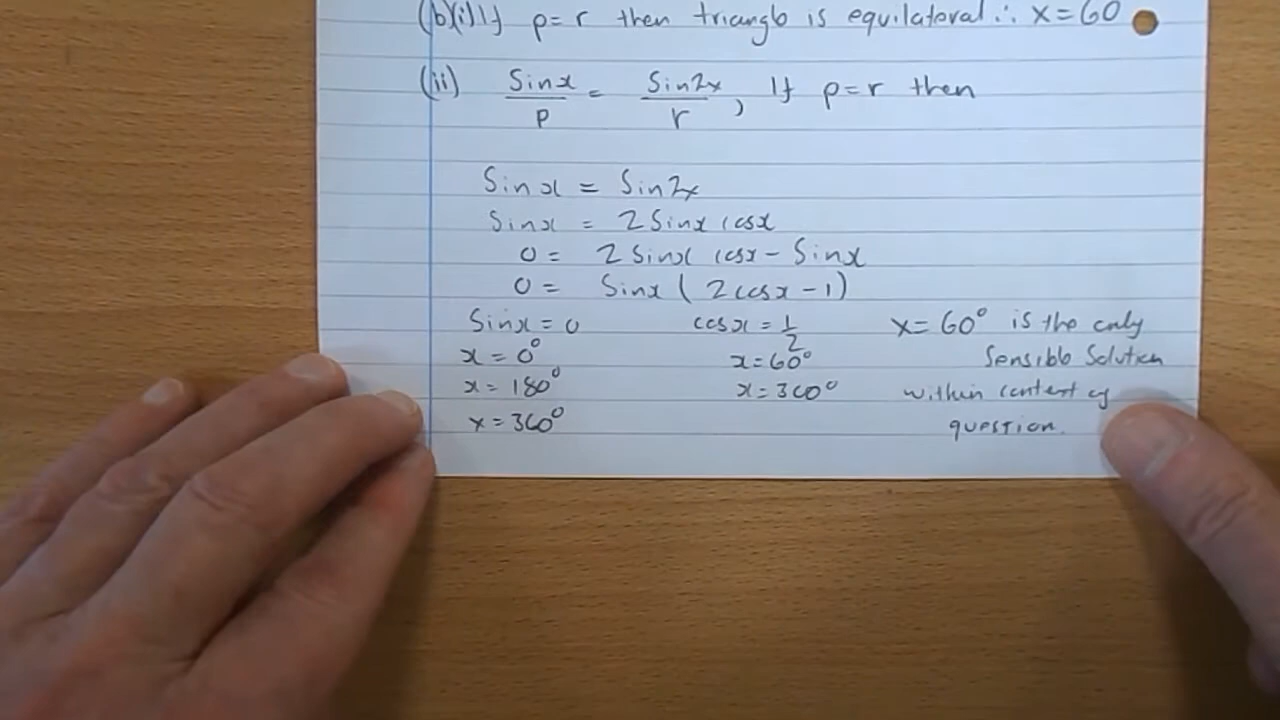 (b)(i) If p=r then triangle is equilateral ∴ x=60
(ii) Sinx/p = Sin2x/r, If p=r then
Sinx = Sin2x
Sinx = 2Sinx cosx
0 = 2Sinx cosx - Sinx
0 = Sinx(2cosx-1)
Sinx=0 cosx=1/2 x=60° is the only
x=0° x=60° Sensible Solution
x=180° x=300° within context of
x=360° question.